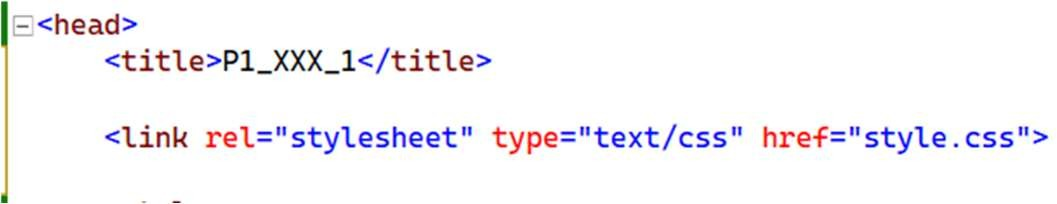 <head>
<title>P1_XXX_1</title>
<link rel="stylesheet" type="text/css" href="style.css">